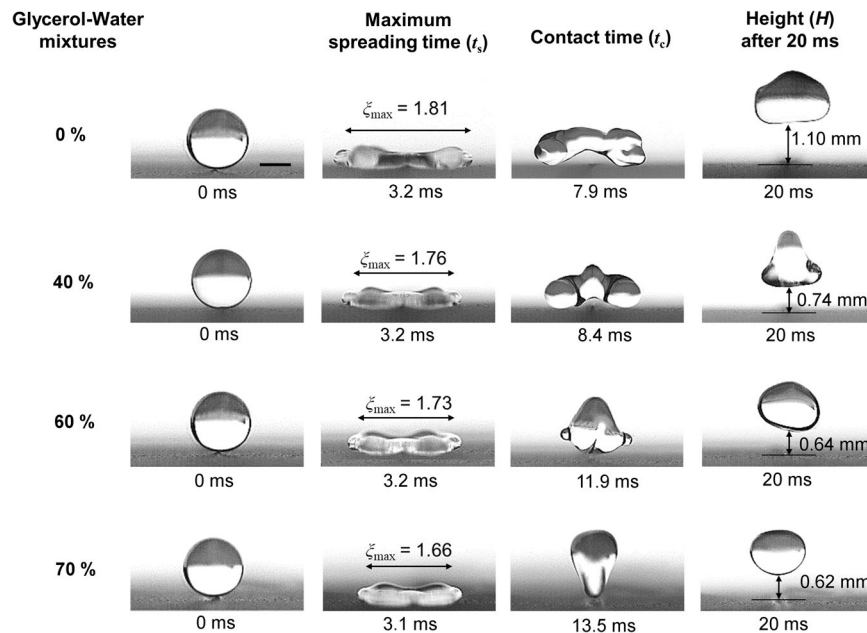 Glycerol-Water
mixtures
Maximum
spreading time (tₛ)
Contact time (t_c)
Height (H)
after 20 ms
0 %
0 ms
ξmax = 1.81
3.2 ms
7.9 ms
1.10 mm
20 ms
40 %
0 ms
ξmax = 1.76
3.2 ms
8.4 ms
0.74 mm
20 ms
60 %
0 ms
ξmax = 1.73
3.2 ms
11.9 ms
0.64 mm
20 ms
70 %
0 ms
ξmax = 1.66
3.1 ms
13.5 ms
0.62 mm
20 ms